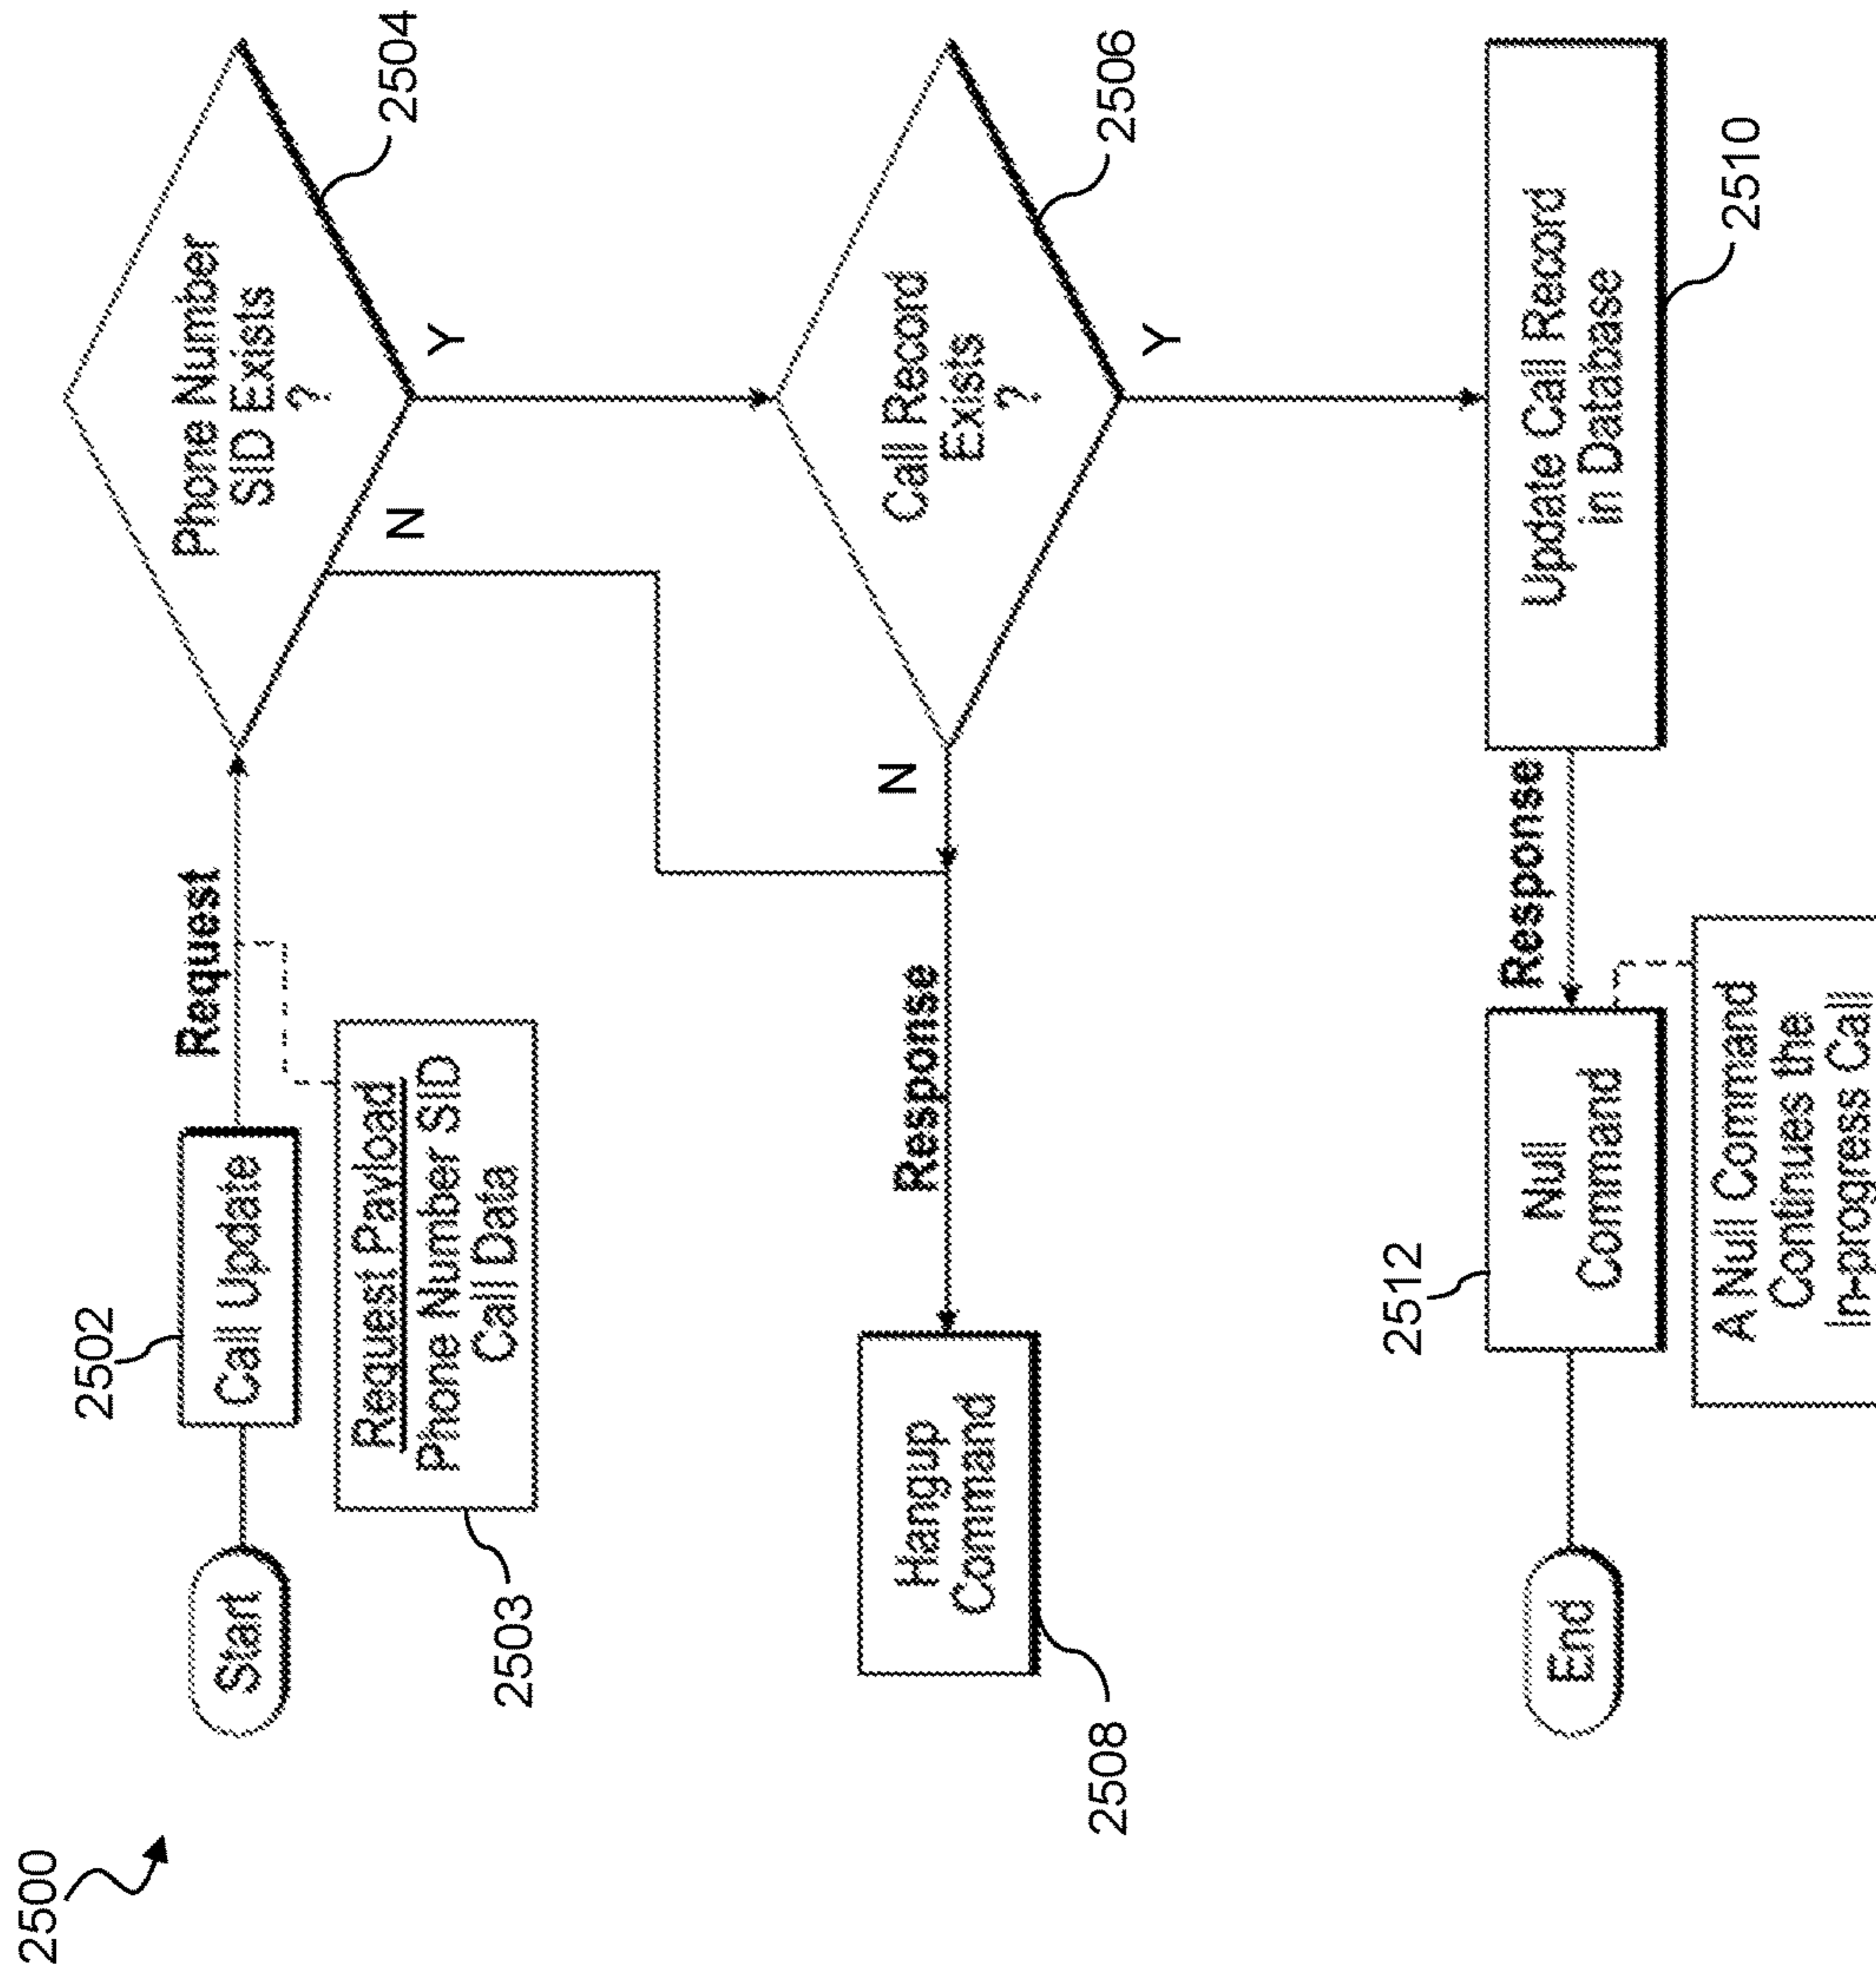 2500
2502
Start
Call Update
Request
Phone Number
SID Exists
?
2504
2503
Request Payload
Phone Number SID
Call Data
N
Y
Hangup
Command
2508
Response
N
Call Record
Exists
?
2506
Y
End
2512
Null
Command
Response
Update Call Record
in Database
2510
A Null Command
Continues the
In-progress Call